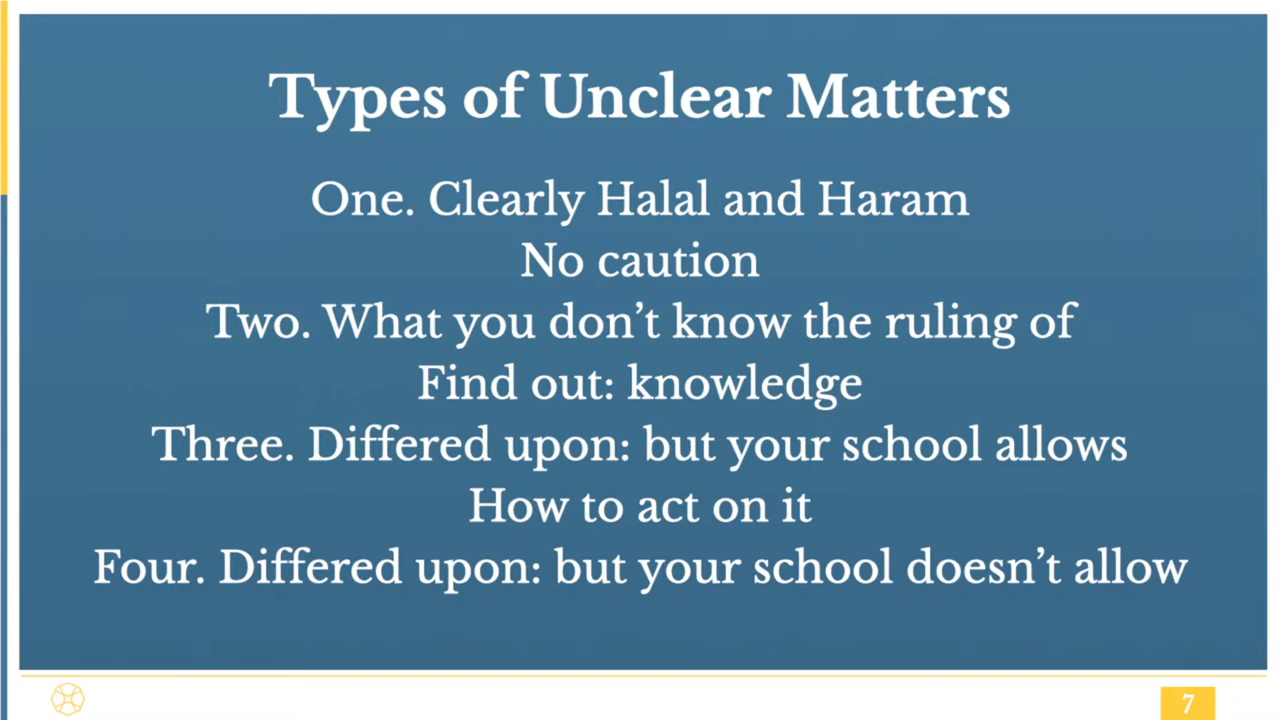 Types of Unclear Matters
One. Clearly Halal and Haram
No caution
Two. What you don’t know the ruling of
Find out: knowledge
Three. Differed upon: but your school allows
How to act on it
Four. Differed upon: but your school doesn’t allow
7